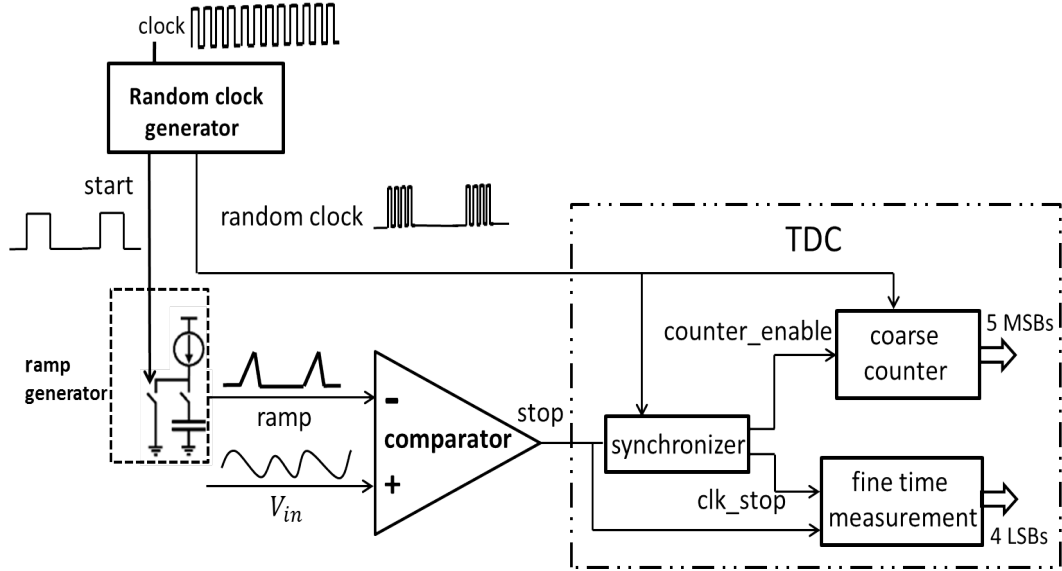 clock
Random clock
generator
start
random clock
TDC
ramp
generator
ramp
V_in
-
+
comparator
stop
synchronizer
counter_enable
clk_stop
coarse
counter
5 MSBs
fine time
measurement
4 LSBs